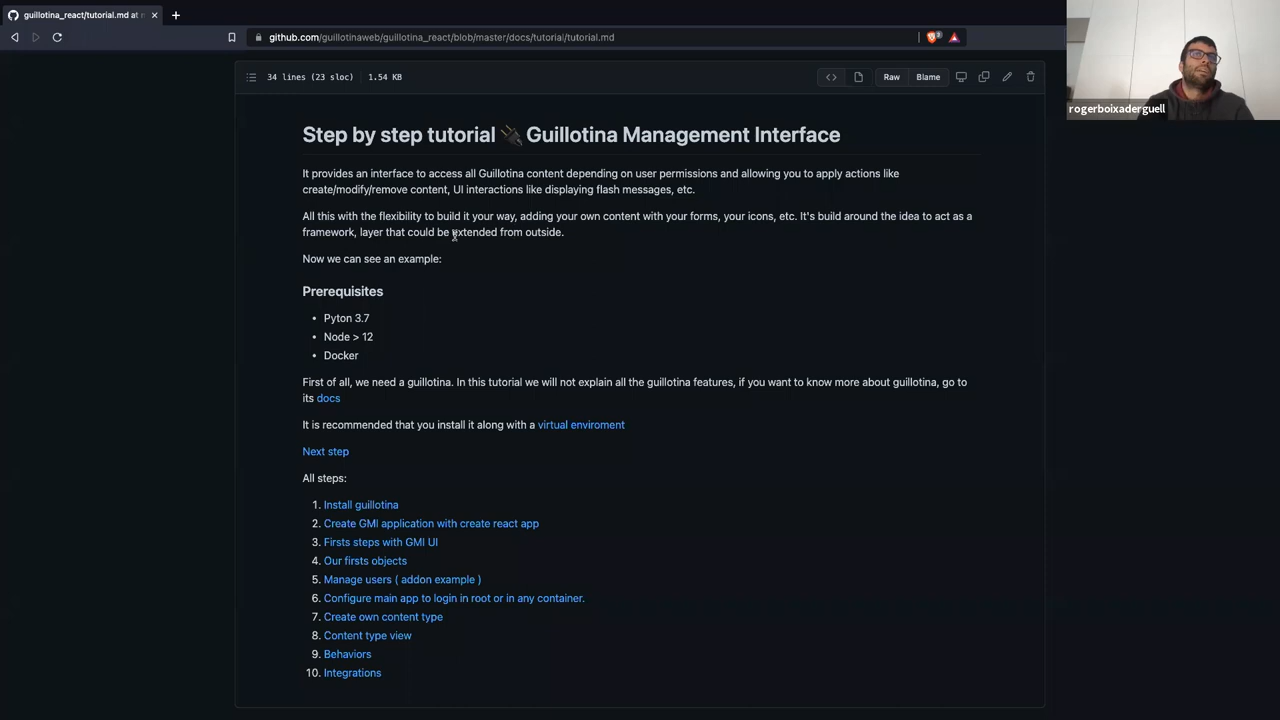 guillotina_react/tutorial.md at
github.com/guillotinaweb/guillotina_react/blob/master/docs/tutorial/tutorial.md
34 lines (23 sloc) 1.54 KB
Raw Blame
rogerboixaderguell
Step by step tutorial 🔌 Guillotina Management Interface
It provides an interface to access all Guillotina content depending on user permissions and allowing you to apply actions like
create/modify/remove content, UI interactions like displaying flash messages, etc.
All this with the flexibility to build it your way, adding your own content with your forms, your icons, etc. It's build around the idea to act as a
framework, layer that could be extended from outside.
Now we can see an example:
Prerequisites
• Pyton 3.7
• Node > 12
• Docker
First of all, we need a guillotina. In this tutorial we will not explain all the guillotina features, if you want to know more about guillotina, go to
its docs
It is recommended that you install it along with a virtual enviroment
Next step
All steps:
1. Install guillotina
2. Create GMI application with create react app
3. Firsts steps with GMI UI
4. Our firsts objects
5. Manage users ( addon example )
6. Configure main app to login in root or in any container.
7. Create own content type
8. Content type view
9. Behaviors
10. Integrations